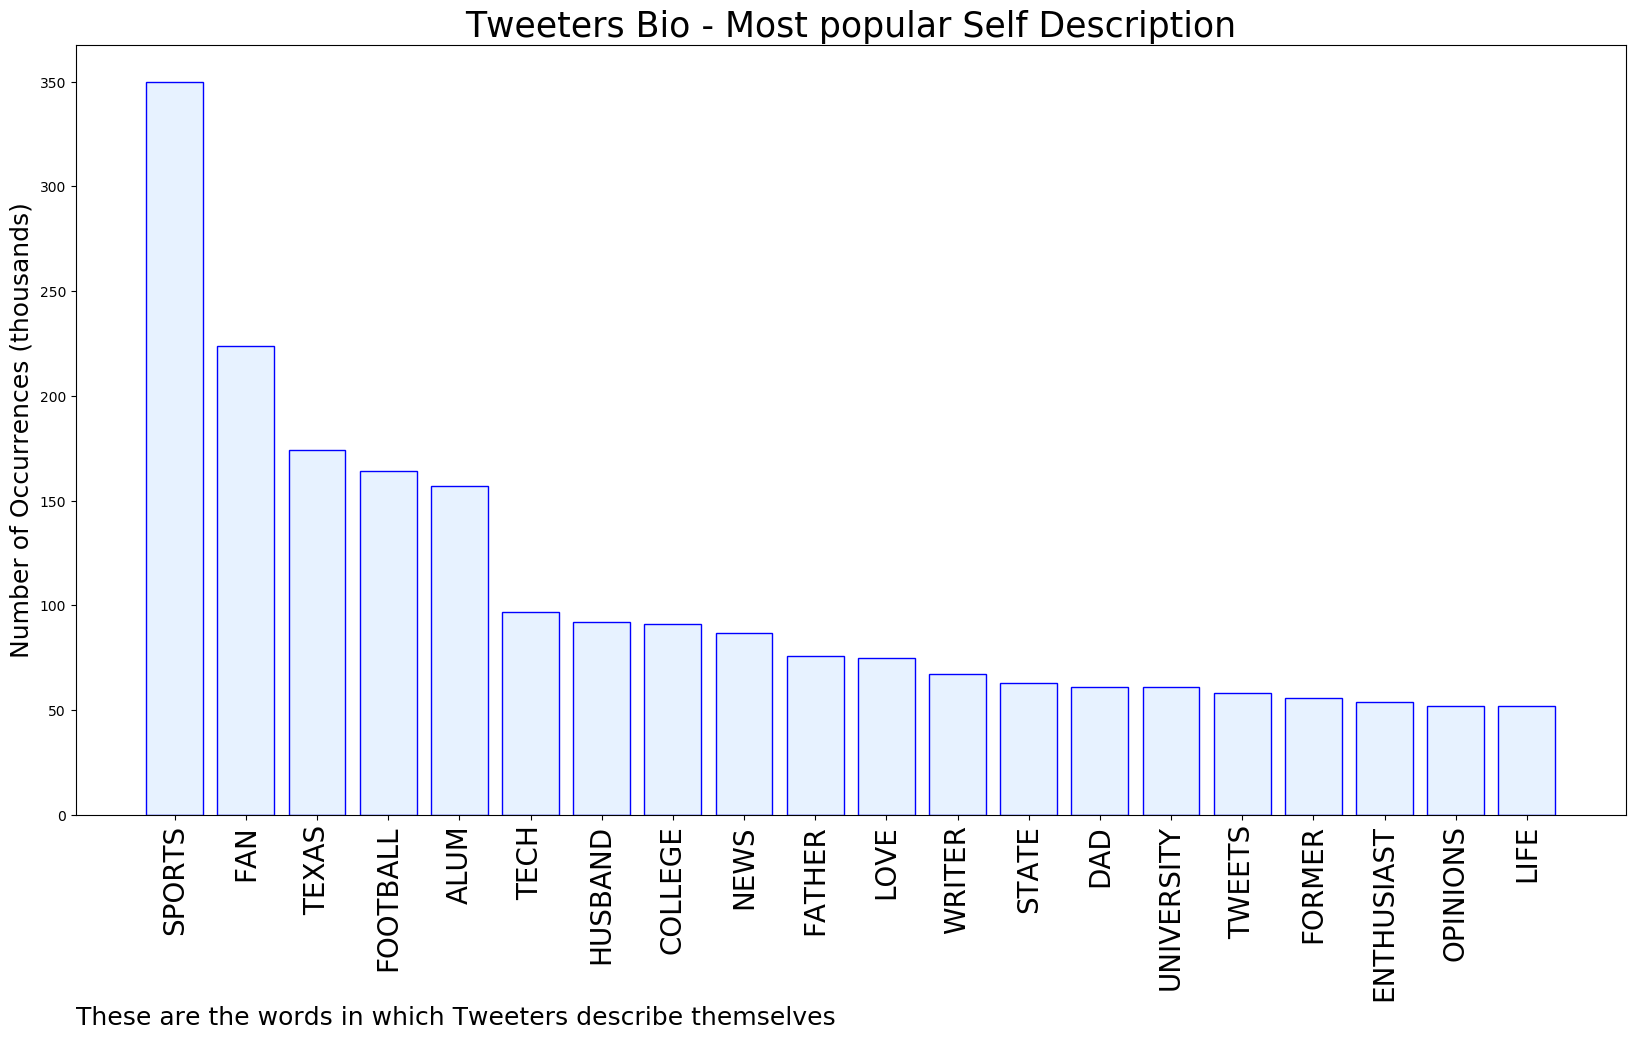 Tweeters Bio - Most popular Self Description
Number of Occurrences (thousands)
350
300
250
200
150
100
50
0
SPORTS
FAN
TEXAS
FOOTBALL
ALUM
TECH
HUSBAND
COLLEGE
NEWS
FATHER
LOVE
WRITER
STATE
DAD
UNIVERSITY
TWEETS
FORMER
ENTHUSIAST
OPINIONS
LIFE
These are the words in which Tweeters describe themselves